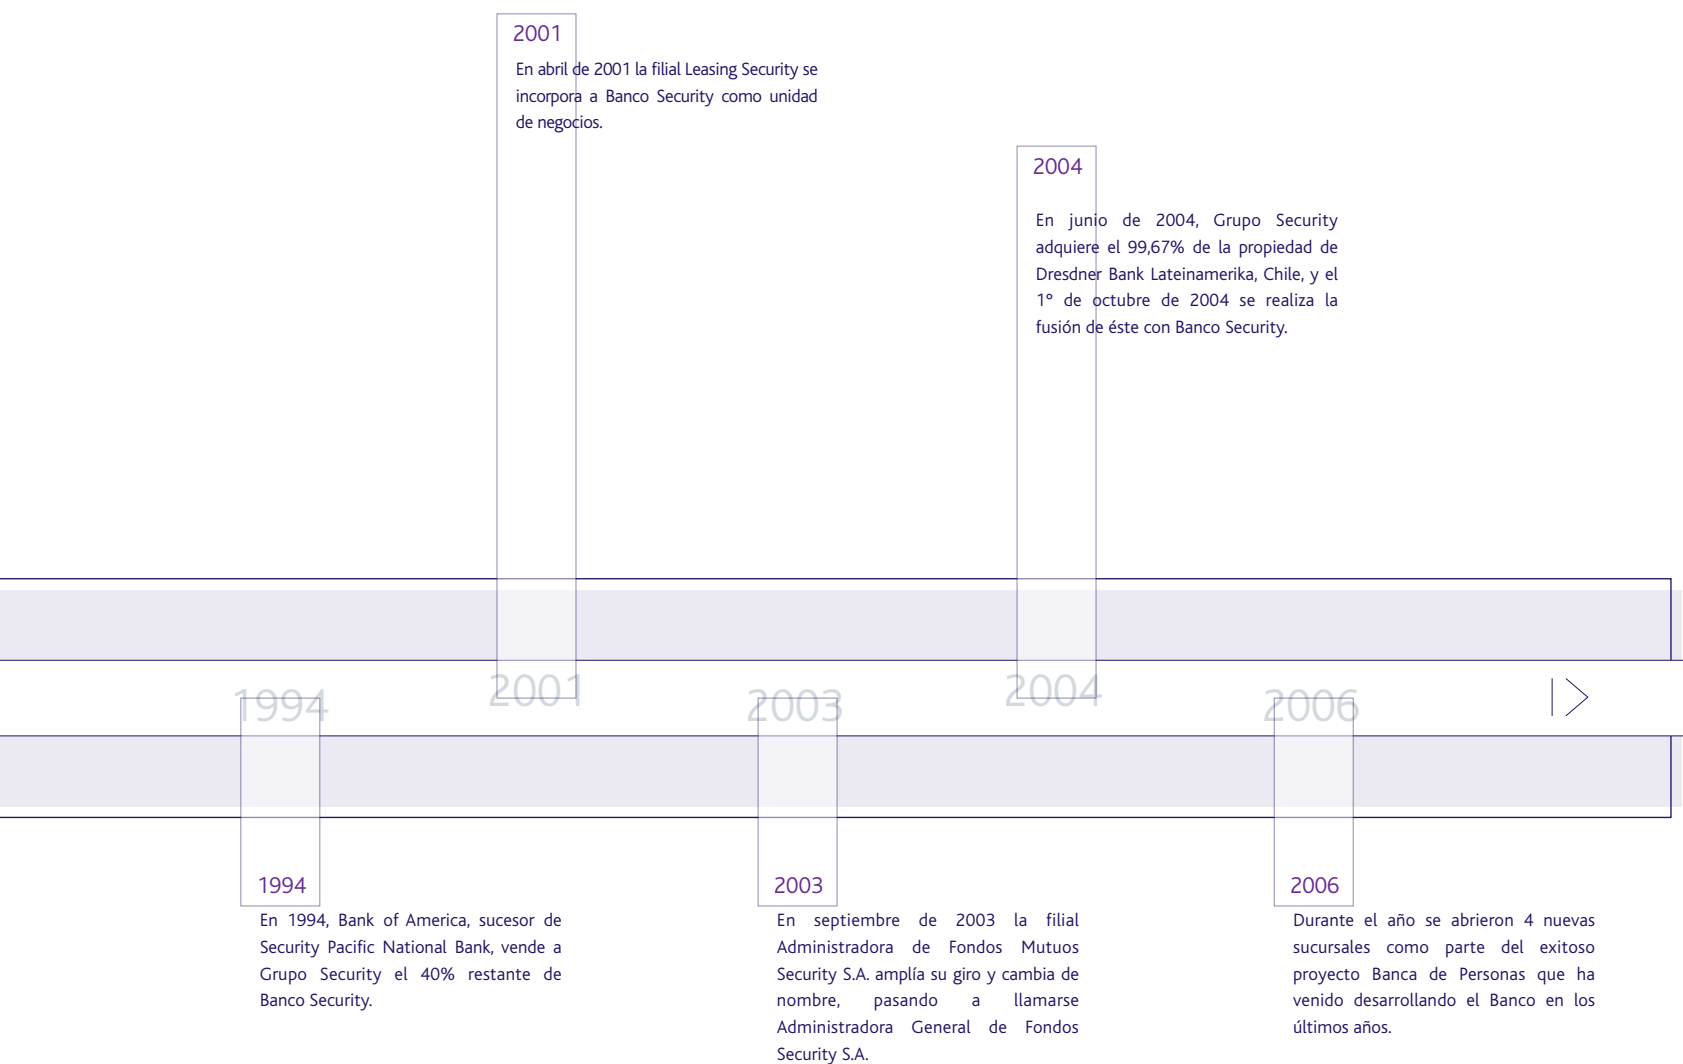 2001
En abril de 2001 la filial Leasing Security se
incorpora a Banco Security como unidad
de negocios.
2004
En junio de 2004, Grupo Security
adquiere el 99,67% de la propiedad de
Dresdner Bank Lateinamerika, Chile, y el
1º de octubre de 2004 se realiza la
fusión de éste con Banco Security.
1994
2001
2003
2004
2006
1994
En 1994, Bank of America, sucesor de
Security Pacific National Bank, vende a
Grupo Security el 40% restante de
Banco Security.
2003
En septiembre de 2003 la filial
Administradora de Fondos Mutuos
Security S.A. amplía su giro y cambia de
nombre, pasando a llamarse
Administradora General de Fondos
Security S.A.
2006
Durante el año se abrieron 4 nuevas
sucursales como parte del exitoso
proyecto Banca de Personas que ha
venido desarrollando el Banco en los
últimos años.